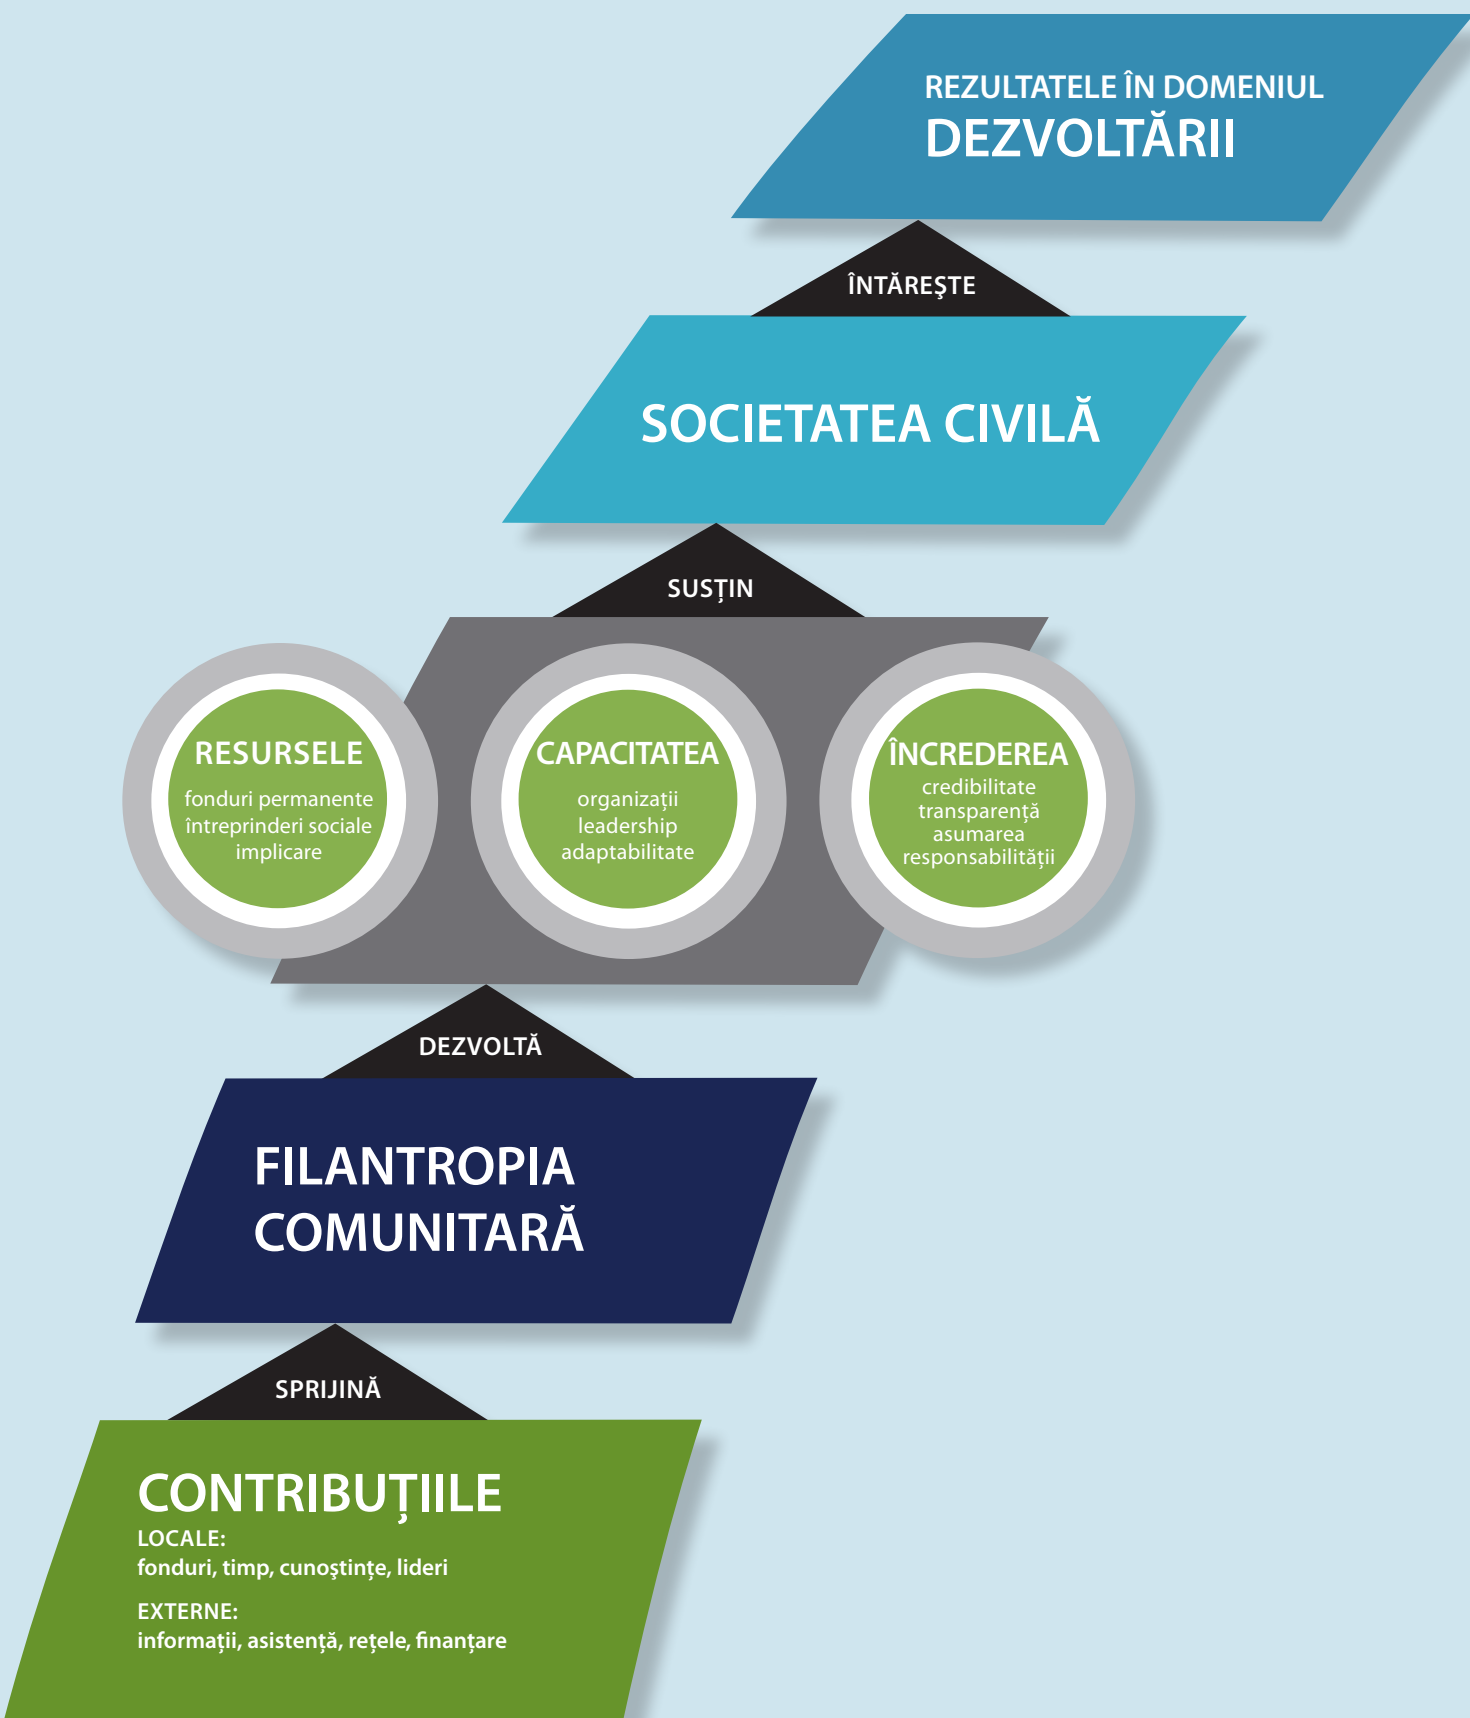 REZULTATELE ÎN DOMENIUL
DEZVOLTĂRII
ÎNTĂREŞTE
SOCIETATEA CIVILĂ
SUSȚIN
RESURSELE
fonduri permanente
întreprinderi sociale
implicare
CAPACITATEA
organizații
leadership
adaptabilitate
ÎNCREDEREA
credibilitate
transparență
asumarea
responsabilității
DEZVOLTĂ
FILANTROPIA
COMUNITARĂ
SPRIJINĂ
CONTRIBUȚIILE
LOCALE:
fonduri, timp, cunoştințe, lideri
EXTERNE:
informații, asistență, rețele, finanțare